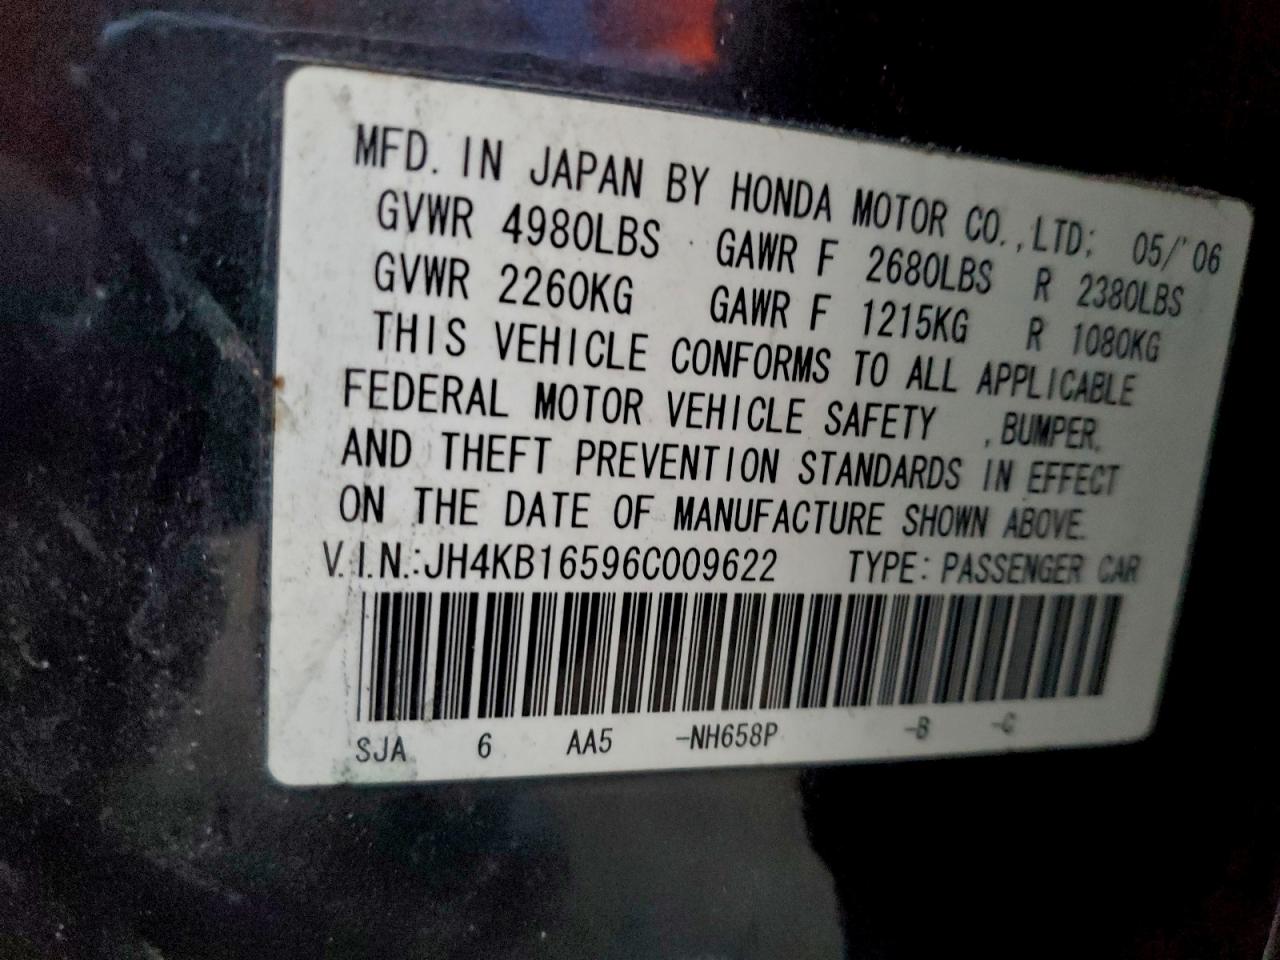 MFD. IN JAPAN BY HONDA MOTOR CO.,LTD; 05/'06
GVWR 4980LBS GAWR F 2680LBS R 2380LBS
GVWR 2260KG GAWR F 1215KG R 1080KG
THIS VEHICLE CONFORMS TO ALL APPLICABLE
FEDERAL MOTOR VEHICLE SAFETY , BUMPER,
AND THEFT PREVENTION STANDARDS IN EFFECT
ON THE DATE OF MANUFACTURE SHOWN ABOVE.
V.I.N.:JH4KB16596C009622 TYPE: PASSENGER CAR
SJA 6 AA5 -NH658P -B -C